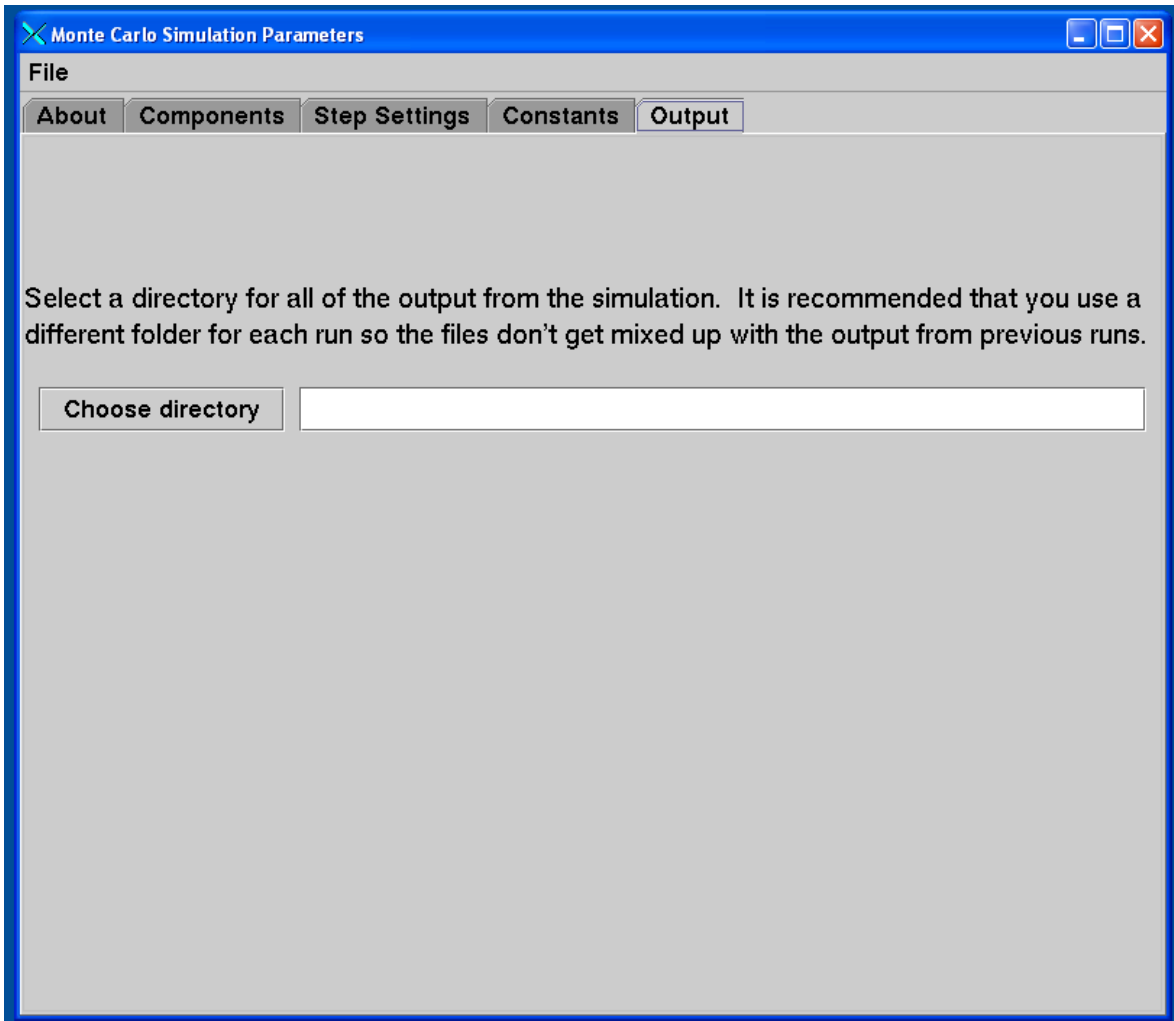 Monte Carlo Simulation Parameters
File
About Components Step Settings Constants Output
Select a directory for all of the output from the simulation. It is recommended that you use a
different folder for each run so the files don't get mixed up with the output from previous runs.
Choose directory